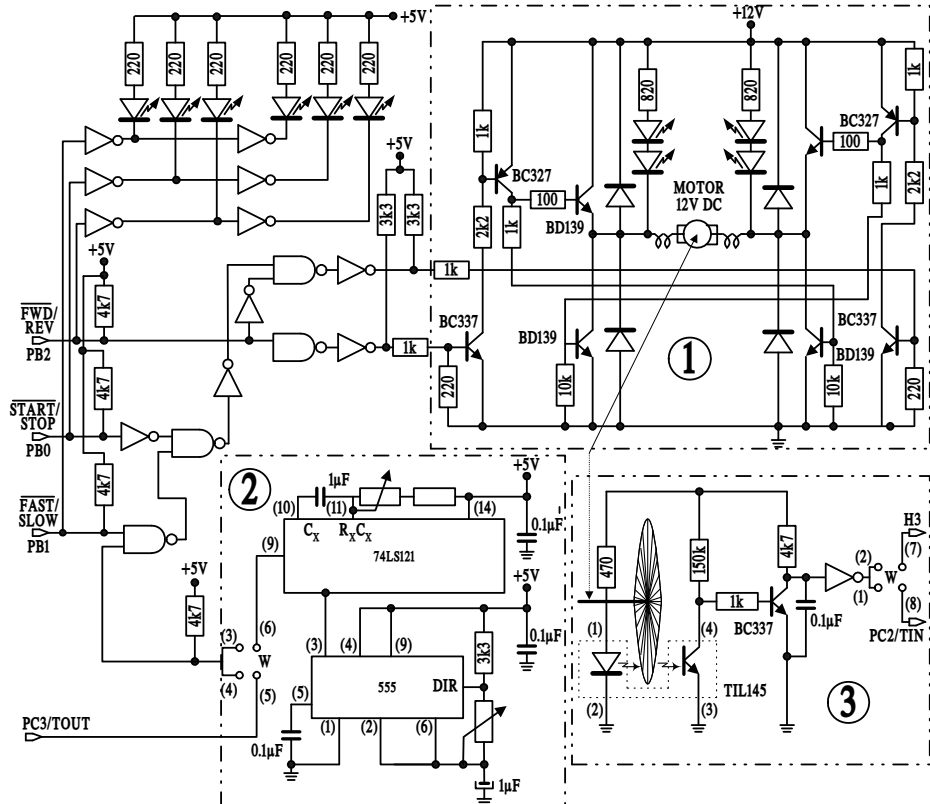 +5V
220
220
220
220
220
220
+12V
1k
820
820
1k
BC327
BC327
100
100
1k
2k2
1k
1k
2k2
MOTOR
12V DC
BD139
+5V
3k3
3k3
+5V
4k7
1k
FWD/
REV
PB2
1k
BC337
BC337
BD139
BD139
220
10k
10k
220
1
4k7
START/
STOP
PB0
4k7
FAST/
SLOW
PB1
+5V
4k7
2
1µF
(10)
(11)
(14)
+5V
CX
RXCX
74LS121
0.1µF
(9)
(3)
(6)
W
(4)
(5)
(3)
(4)
(9)
+5V
0.1µF
3k3
555
DIR
(5)
(1)
(2)
(6)
0.1µF
1µF
PC3/TOUT
470
150k
4k7
H3
(2)
W
(7)
(1)
(8)
1k
BC337
0.1µF
PC2/TIN
(1)
(4)
TIL145
(2)
(3)
3